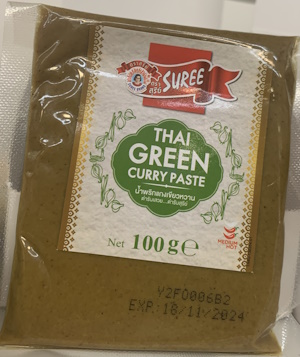 SUREE
THAI
GREEN
CURRY PASTE
น้ำพริกแกงเขียวหวาน
Net 100g℮
MEDIUM
HOT
Y2F0006B2
EXP: 18/11/2024